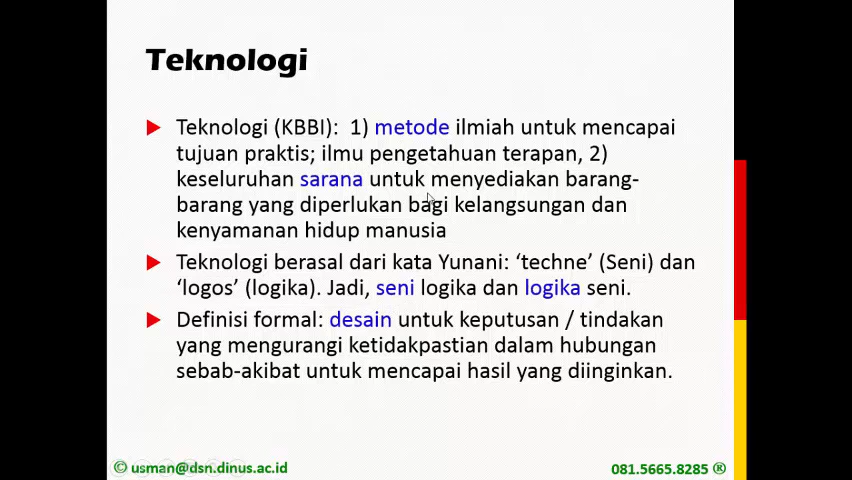 Teknologi
Teknologi (KBBI): 1) metode ilmiah untuk mencapai
tujuan praktis; ilmu pengetahuan terapan, 2)
keseluruhan sarana untuk menyediakan barang-
barang yang diperlukan bagi kelangsungan dan
kenyamanan hidup manusia
Teknologi berasal dari kata Yunani: ‘techne’ (Seni) dan
‘logos’ (logika). Jadi, seni logika dan logika seni.
Definisi formal: desain untuk keputusan / tindakan
yang mengurangi ketidakpastian dalam hubungan
sebab-akibat untuk mencapai hasil yang diinginkan.
© usman@dsn.dinus.ac.id
081.5665.8285 ®